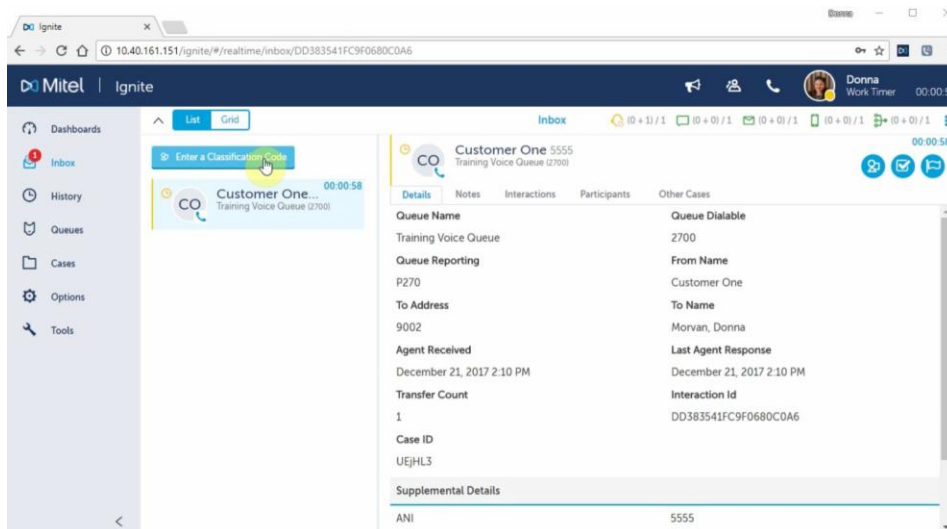 Donna
Ignite
10.40.161.151/ignite/#/realtime/inbox/DD383541FC9F0680C0A6
Mitel | Ignite
Donna
Work Timer 00:00:5
List Grid Inbox (0 + 1) / 1 (0 + 0) / 1 (0 + 0) / 1 (0 + 0) / 1 (0 + 0) / 1
Dashboards
1
Inbox
History
Queues
Cases
Options
Tools
Enter a Classification Code
CO Customer One... 00:00:58
Training Voice Queue (2700)
00:00:58
CO Customer One 5555
Training Voice Queue (2700)
Details Notes Interactions Participants Other Cases
Queue Name Queue Dialable
Training Voice Queue 2700
Queue Reporting From Name
P270 Customer One
To Address To Name
9002 Morvan, Donna
Agent Received Last Agent Response
December 21, 2017 2:10 PM December 21, 2017 2:10 PM
Transfer Count Interaction Id
1 DD383541FC9F0680C0A6
Case ID
UEjHL3
Supplemental Details
ANI 5555